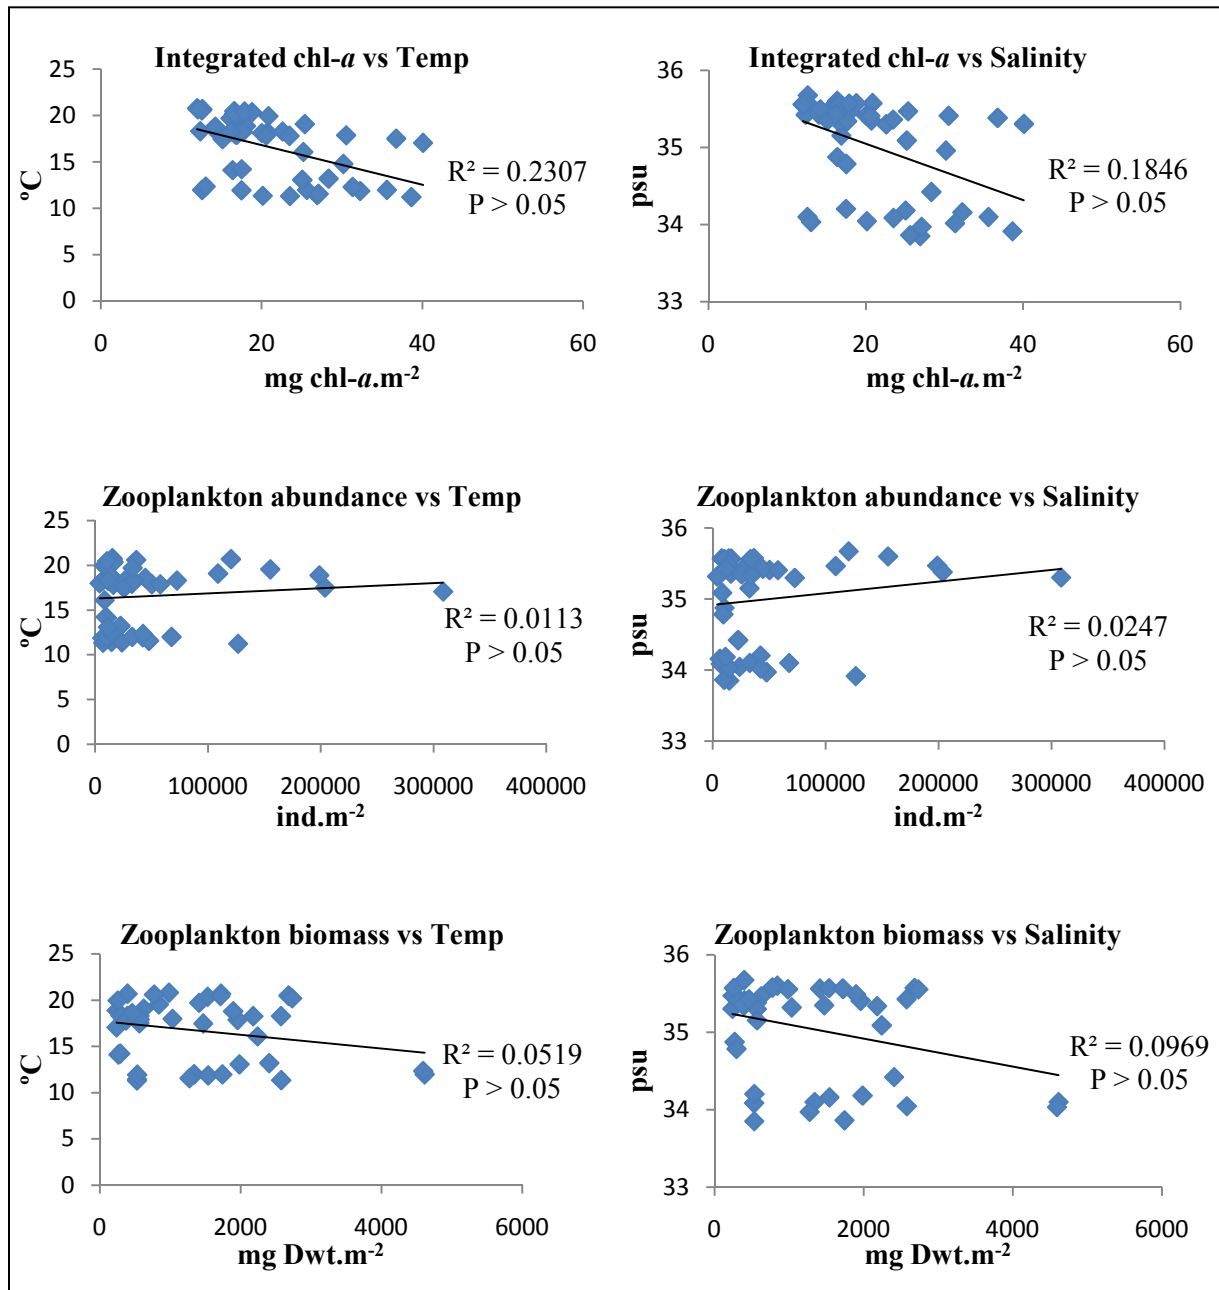 Integrated chl-a vs Temp
25
20
15
10
5
0
ºC
R² = 0.2307
P > 0.05
0 20 40 60
mg chl-a.m⁻²
Integrated chl-a vs Salinity
36
35
34
33
psu
R² = 0.1846
P > 0.05
0 20 40 60
mg chl-a.m⁻²
Zooplankton abundance vs Temp
25
20
15
10
5
0
ºC
R² = 0.0113
P > 0.05
0 100000 200000 300000 400000
ind.m⁻²
Zooplankton abundance vs Salinity
36
35
34
33
psu
R² = 0.0247
P > 0.05
0 100000 200000 300000 400000
ind.m⁻²
Zooplankton biomass vs Temp
25
20
15
10
5
0
ºC
R² = 0.0519
P > 0.05
0 2000 4000 6000
mg Dwt.m⁻²
Zooplankton biomass vs Salinity
36
35
34
33
psu
R² = 0.0969
P > 0.05
0 2000 4000 6000
mg Dwt.m⁻²